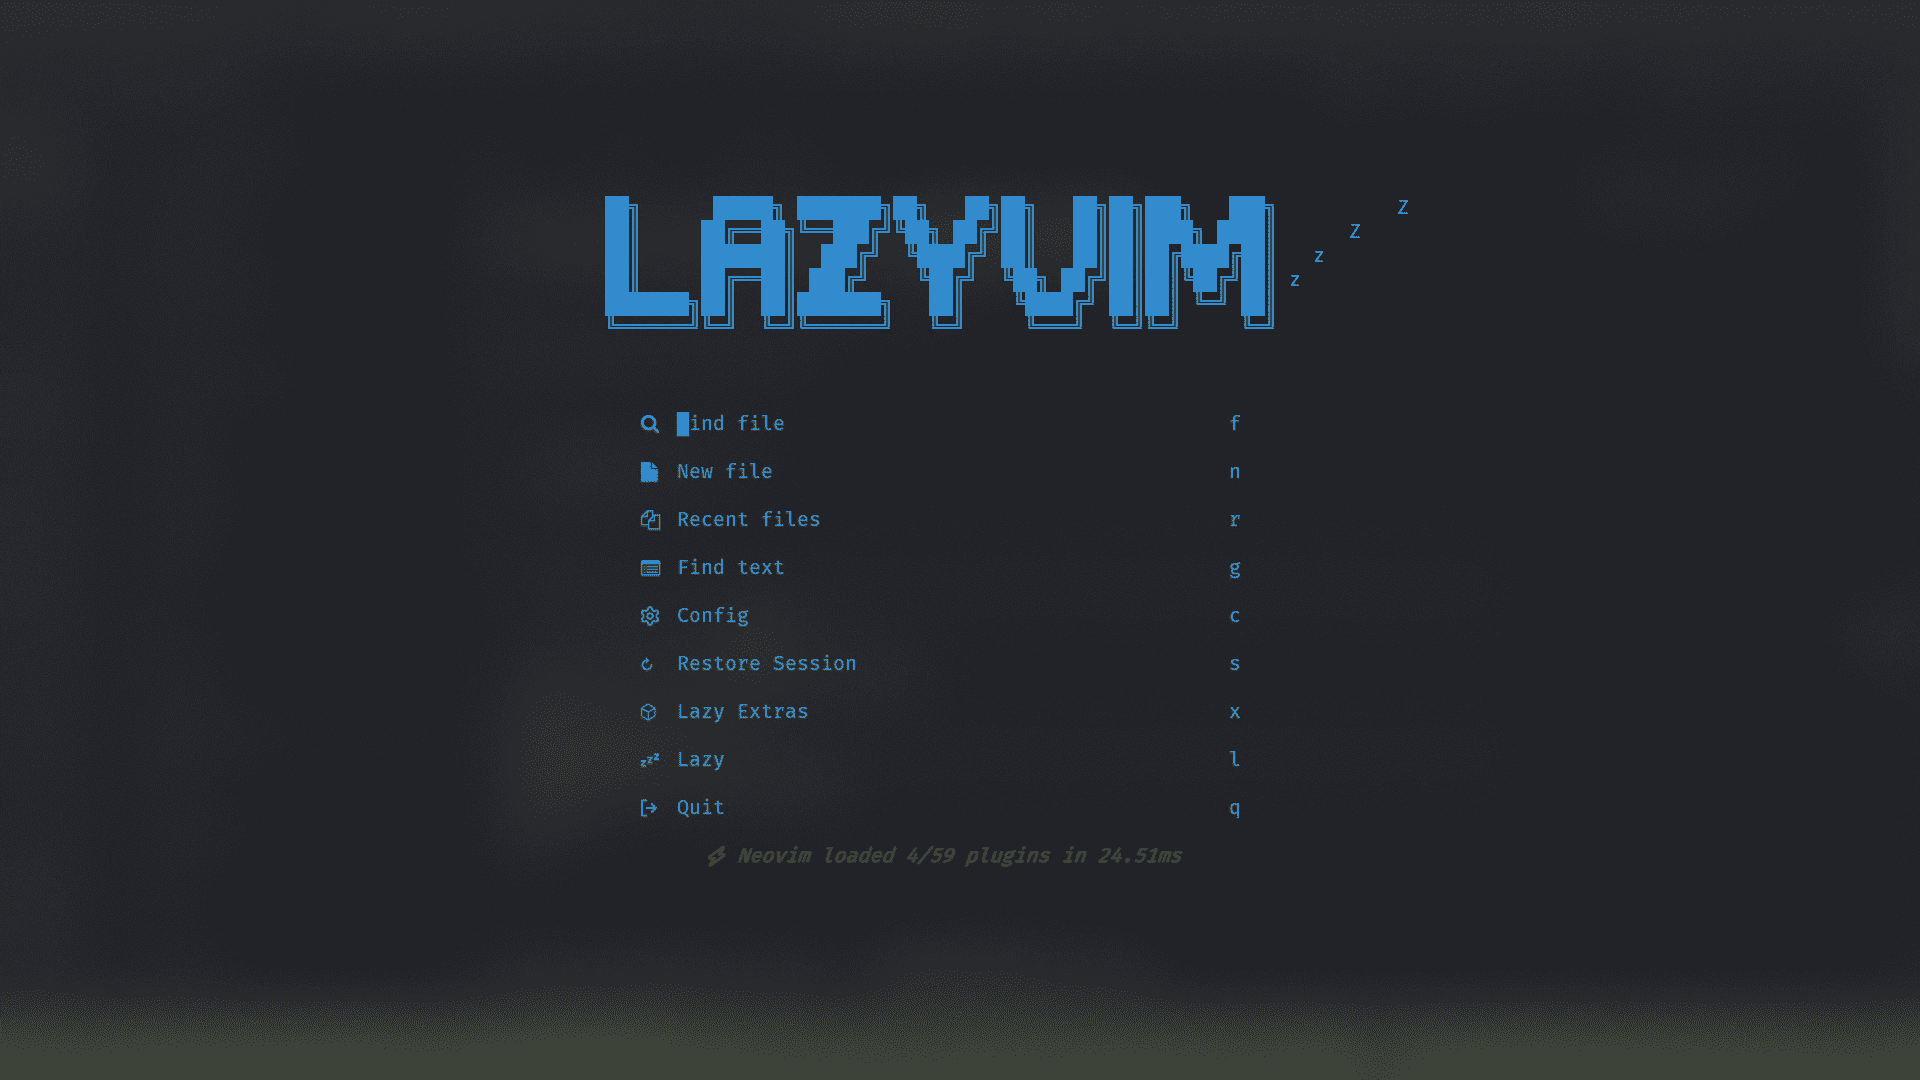 LAZYVIM Z
Z
z
z
Find file f
New file n
Recent files r
Find text g
Config c
Restore Session s
Lazy Extras x
zzz Lazy l
Quit q
Neovim loaded 4/59 plugins in 24.51ms